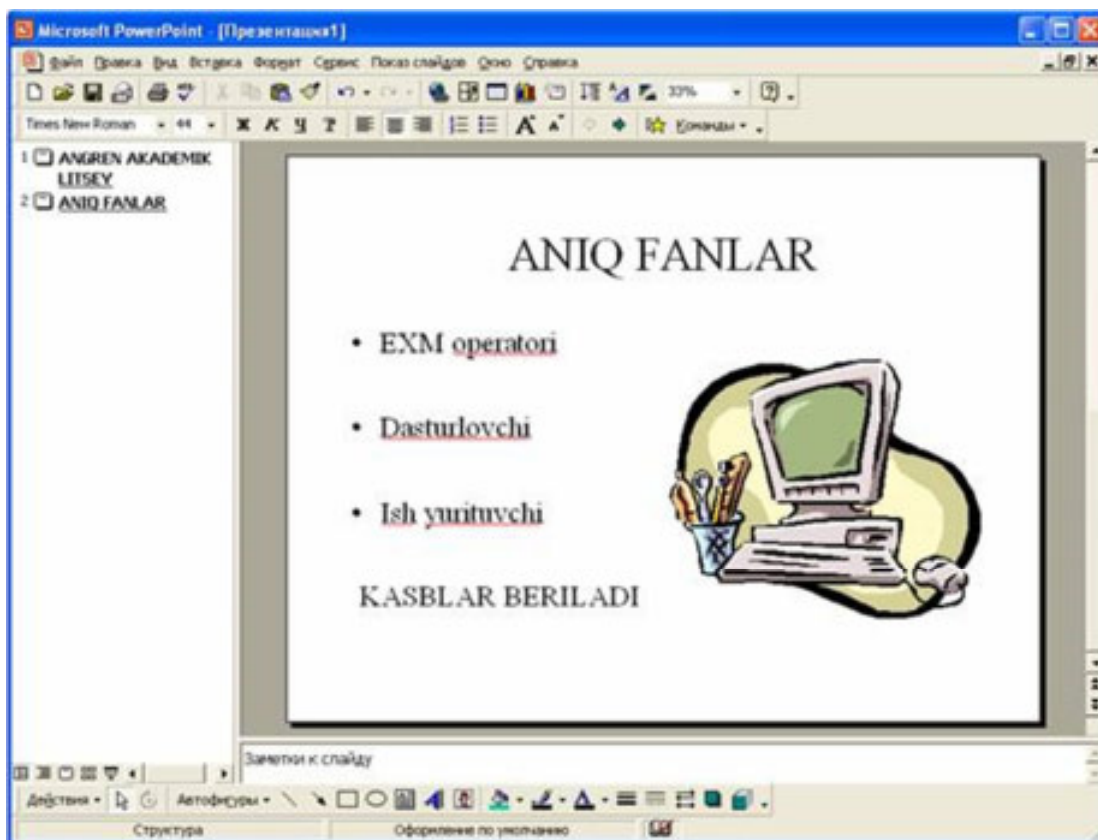 Microsoft PowerPoint - [Презентация1]
Файл Правка Вид Вставка Формат Сервис Показ слайдов Окно Справка
33%
Times New Roman 44 Ж К Ч Команды
1 ANGREN AKADEMIK
LITSEY
2 ANIQ FANLAR
ANIQ FANLAR
• EXM operatori
• Dasturlovchi
• Ish yurituvchi
KASBLAR BERILADI
Заметки к слайду
Действия Автофигуры
Структура Оформление по умолчанию